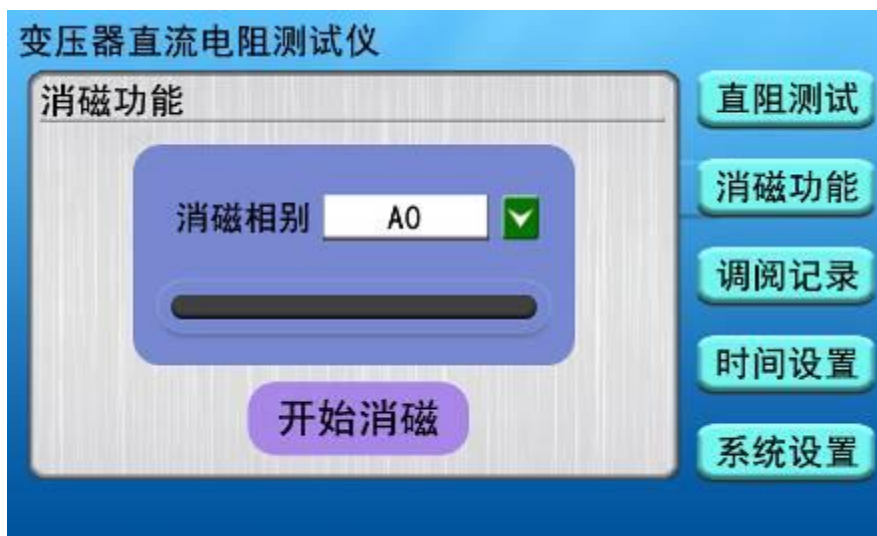 变压器直流电阻测试仪
消磁功能
消磁相别 AO
开始消磁
直阻测试
消磁功能
调阅记录
时间设置
系统设置